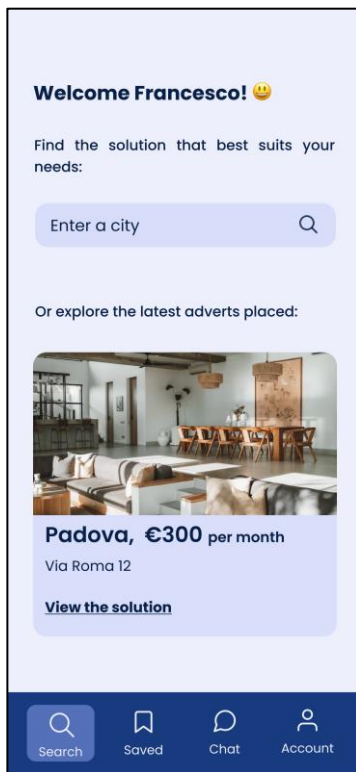 Welcome Francesco! 😃
Find the solution that best suits your
needs:
Enter a city
Or explore the latest adverts placed:
Padova, €300 per month
Via Roma 12
View the solution
Search Saved Chat Account